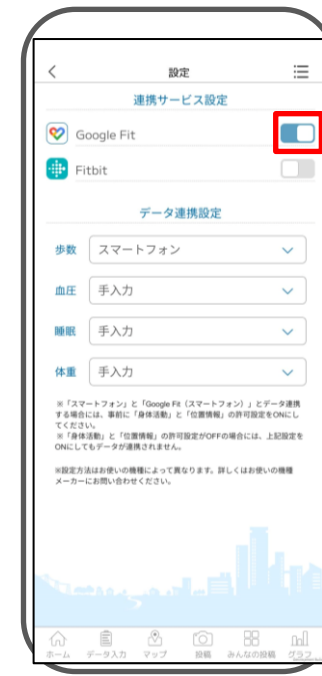 設定
連携サービス設定
Google Fit
Fitbit
データ連携設定
歩数 スマートフォン
血圧 手入力
睡眠 手入力
体重 手入力
※「スマートフォン」と「Google Fit（スマートフォン）」とデータ連携
する場合には、事前に「身体活動」と「位置情報」の許可設定をONにし
てください。
※「身体活動」と「位置情報」の許可設定がOFFの場合には、上記設定を
ONにしてもデータが連携されません。
※設定方法はお使いの機種によって異なります。詳しくはお使いの機種
メーカーにお問い合わせください。
ホーム データ入力 マップ 投稿 みんなの投稿 グラフ